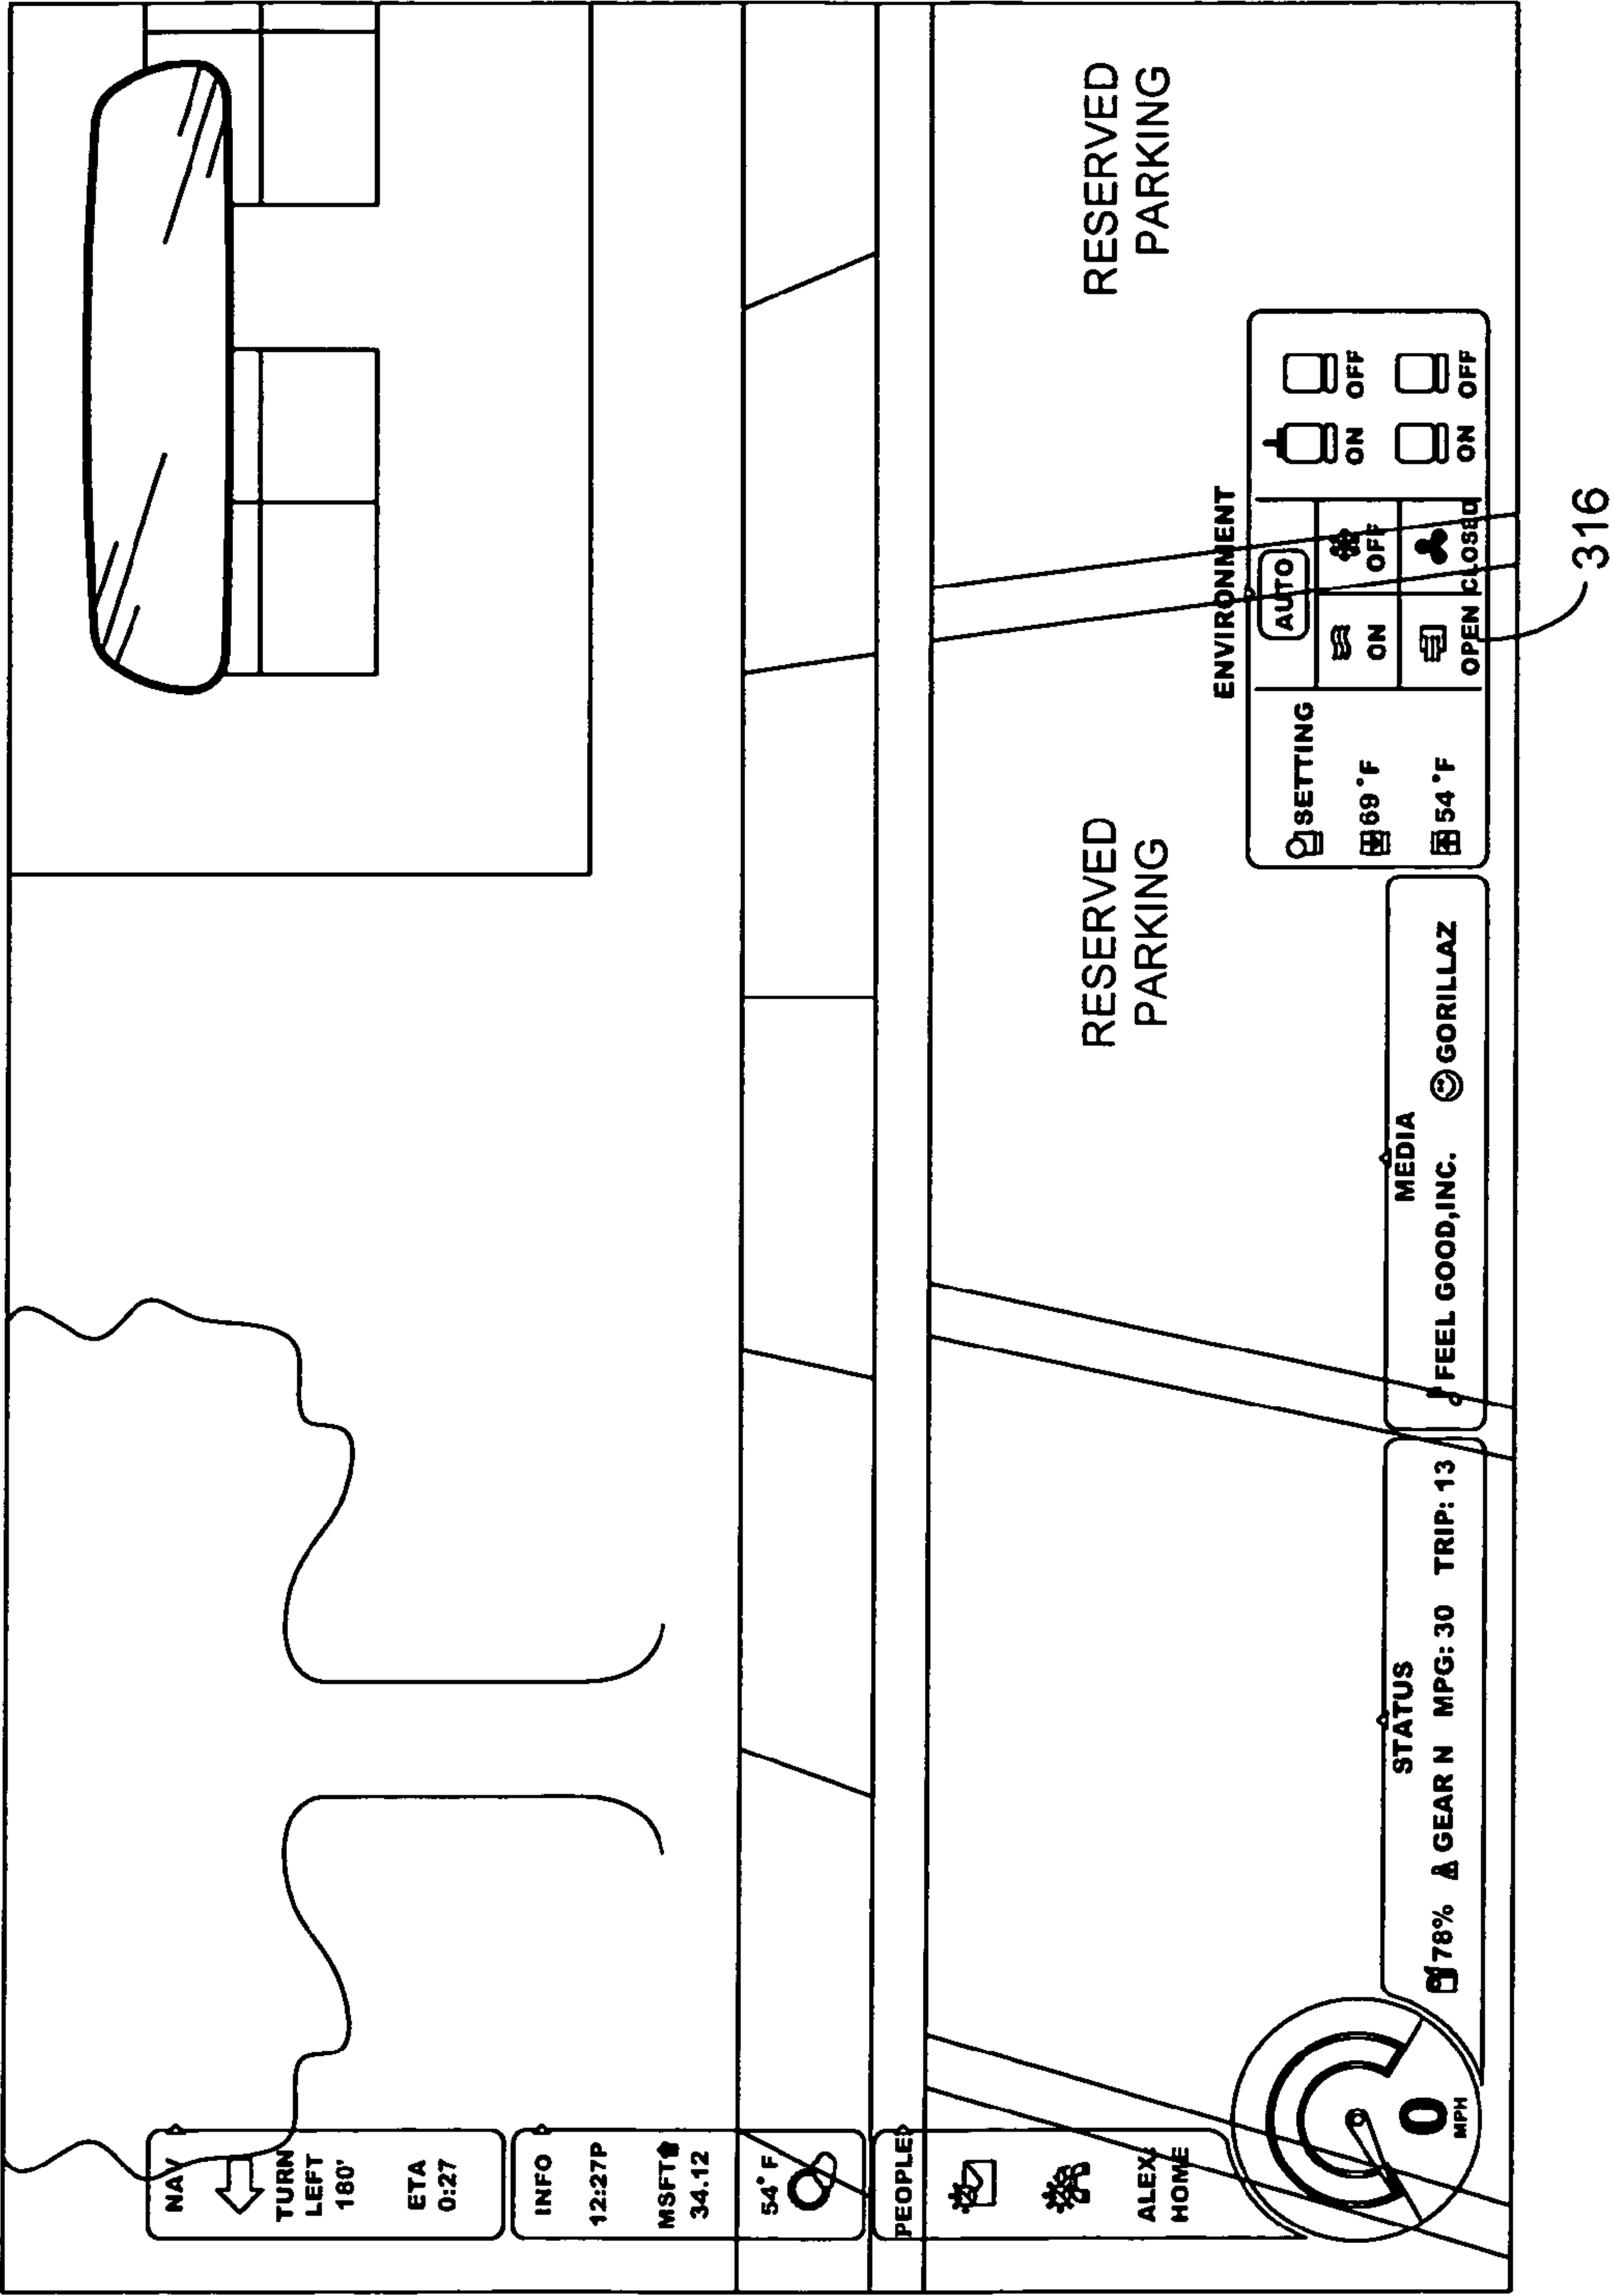 RESERVED
PARKING
RESERVED
PARKING
NAV
TURN
LEFT
180'
ETA
0:27
INFO
12:27P
MSFT
34.12
54°F
PEOPLE
ALEX
HOME
0
MPH
STATUS
78% GEAR N MPG:30 TRIP:13
MEDIA
FEEL GOOD,INC. GORILLAZ
ENVIRONMENT
SETTING
69°F
54°F
AUTO
ON OFF
OPEN CLOSED
ON OFF
ON OFF
316